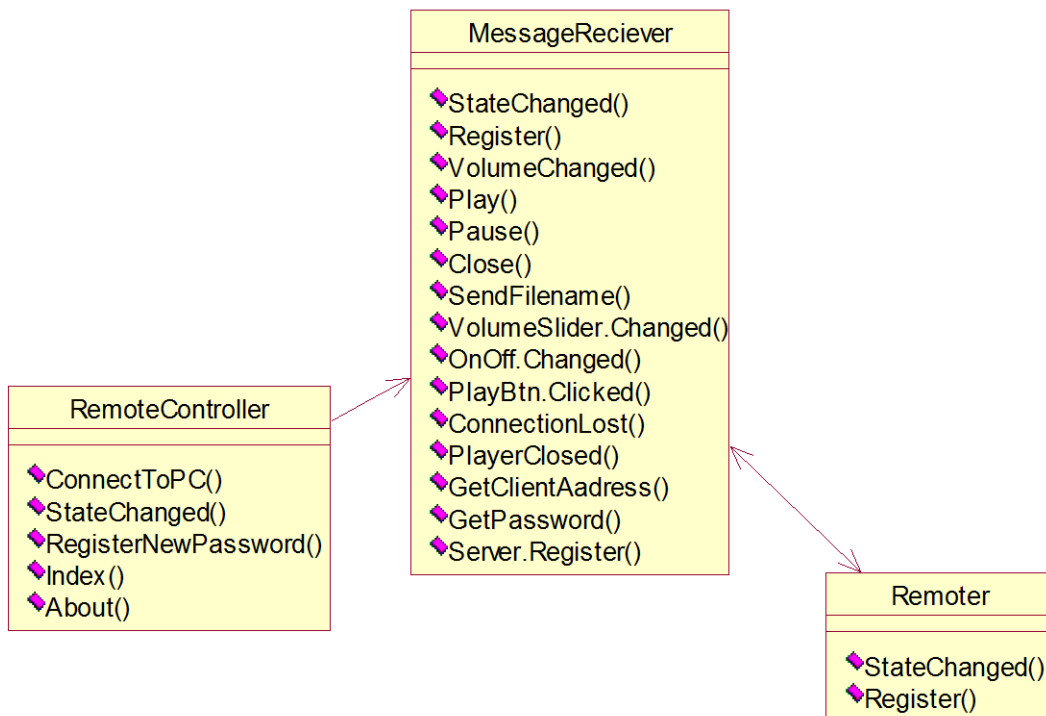 MessageReciever
StateChanged()
Register()
VolumeChanged()
Play()
Pause()
Close()
SendFilename()
VolumeSlider.Changed()
OnOff.Changed()
PlayBtn.Clicked()
ConnectionLost()
PlayerClosed()
GetClientAadress()
GetPassword()
Server.Register()
RemoteController
ConnectToPC()
StateChanged()
RegisterNewPassword()
Index()
About()
Remoter
StateChanged()
Register()